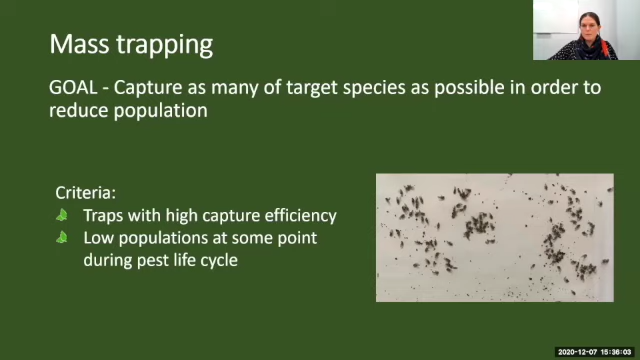 Mass trapping
GOAL - Capture as many of target species as possible in order to
reduce population
Criteria:
Traps with high capture efficiency
Low populations at some point
during pest life cycle
2020-12-07 15:36:03